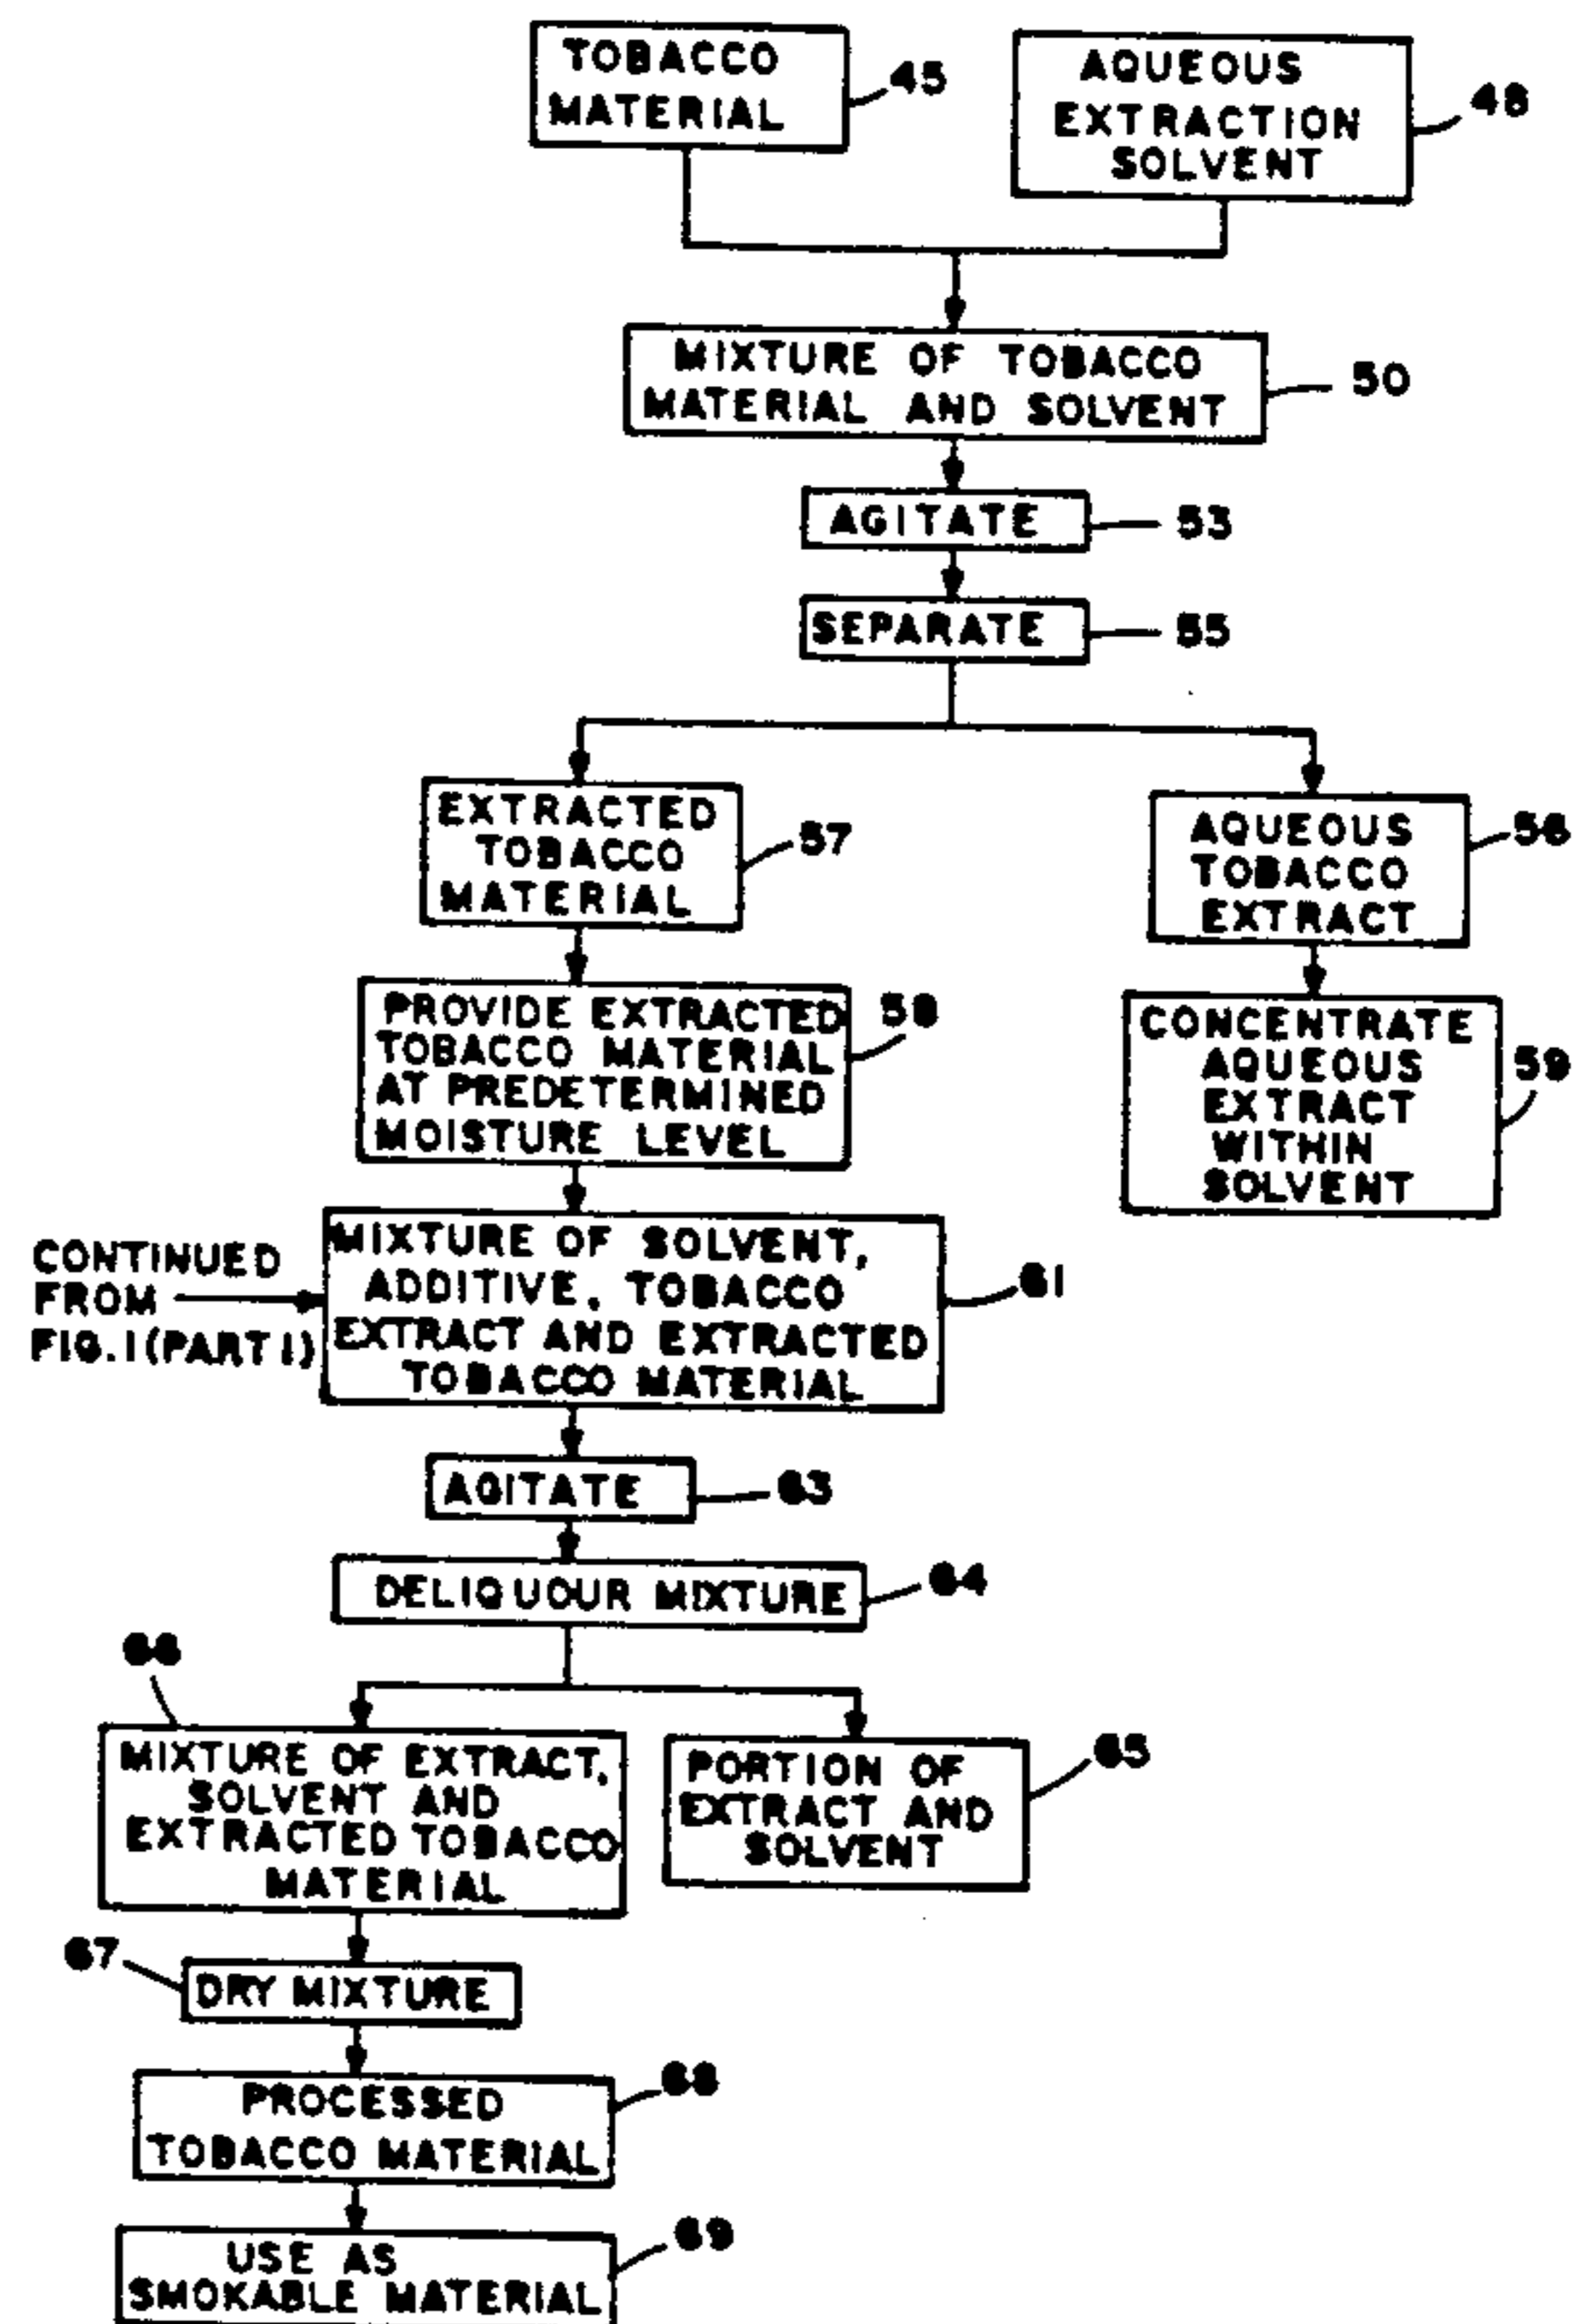 TOBACCO
MATERIAL
45
AQUEOUS
EXTRACTION
SOLVENT
48
MIXTURE OF TOBACCO
MATERIAL AND SOLVENT
50
AGITATE
53
SEPARATE
55
EXTRACTED
TOBACCO
MATERIAL
57
AQUEOUS
TOBACCO
EXTRACT
56
PROVIDE EXTRACTED
TOBACCO MATERIAL
AT PREDETERMINED
MOISTURE LEVEL
58
CONCENTRATE
AQUEOUS
EXTRACT
WITHIN
SOLVENT
59
CONTINUED
FROM
FIG.1(PART1)
MIXTURE OF SOLVENT,
ADDITIVE, TOBACCO
EXTRACT AND EXTRACTED
TOBACCO MATERIAL
61
AGITATE
63
DELIQUOUR MIXTURE
64
66
MIXTURE OF EXTRACT,
SOLVENT AND
EXTRACTED TOBACCO
MATERIAL
PORTION OF
EXTRACT AND
SOLVENT
65
67
DRY MIXTURE
PROCESSED
TOBACCO MATERIAL
68
USE AS
SMOKABLE MATERIAL
69